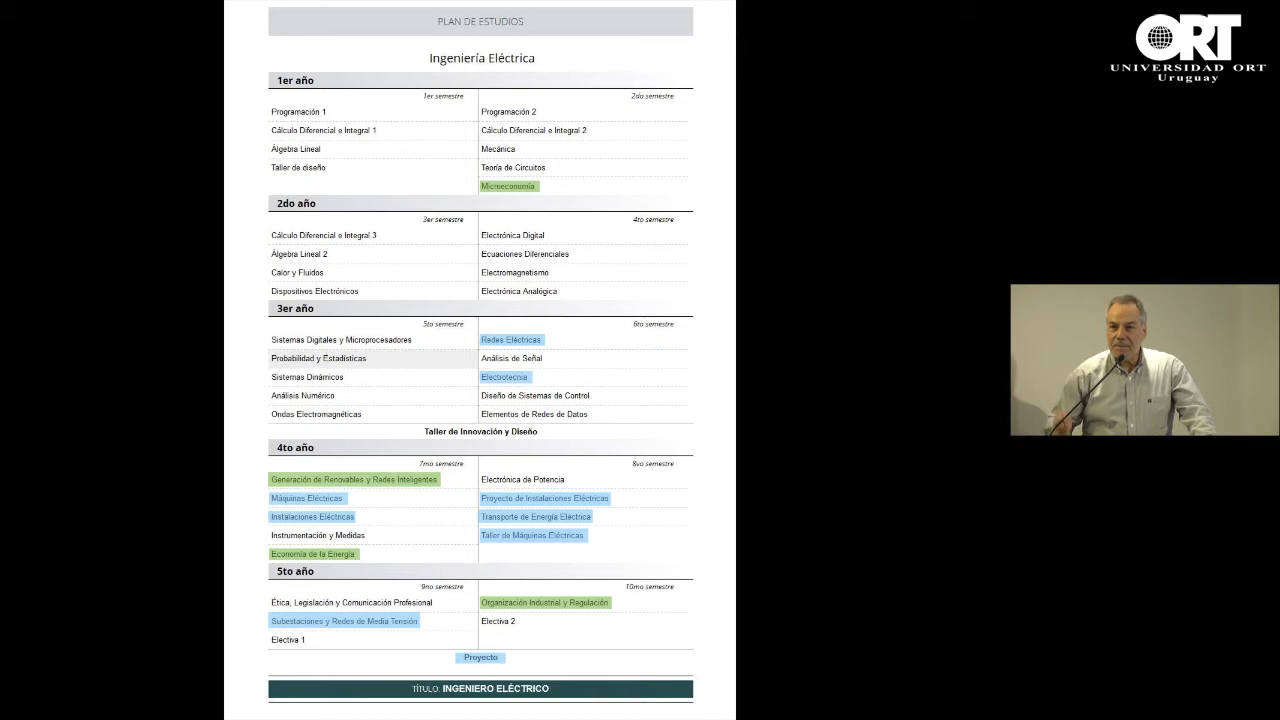 PLAN DE ESTUDIOS
Ingeniería Eléctrica
1er año
1er semestre
2do semestre
Programación 1
Programación 2
Cálculo Diferencial e Integral 1
Cálculo Diferencial e Integral 2
Álgebra Lineal
Mecánica
Taller de diseño
Teoría de Circuitos
Microeconomía
2do año
3er semestre
4to semestre
Cálculo Diferencial e Integral 3
Electrónica Digital
Álgebra Lineal 2
Ecuaciones Diferenciales
Calor y Fluidos
Electromagnetismo
Dispositivos Electrónicos
Electrónica Analógica
3er año
5to semestre
6to semestre
Sistemas Digitales y Microprocesadores
Redes Eléctricas
Probabilidad y Estadísticas
Análisis de Señal
Sistemas Dinámicos
Electrotecnia
Análisis Numérico
Diseño de Sistemas de Control
Ondas Electromagnéticas
Elementos de Redes de Datos
Taller de Innovación y Diseño
4to año
7mo semestre
8vo semestre
Generación de Renovables y Redes Inteligentes
Electrónica de Potencia
Máquinas Eléctricas
Proyecto de Instalaciones Eléctricas
Instalaciones Eléctricas
Transporte de Energía Eléctrica
Instrumentación y Medidas
Taller de Máquinas Eléctricas
Economía de la Energía
5to año
9no semestre
10mo semestre
Ética, Legislación y Comunicación Profesional
Organización Industrial y Regulación
Subestaciones y Redes de Media Tensión
Electiva 2
Electiva 1
Proyecto
TÍTULO: INGENIERO ELÉCTRICO
ORT
UNIVERSIDAD ORT
Uruguay